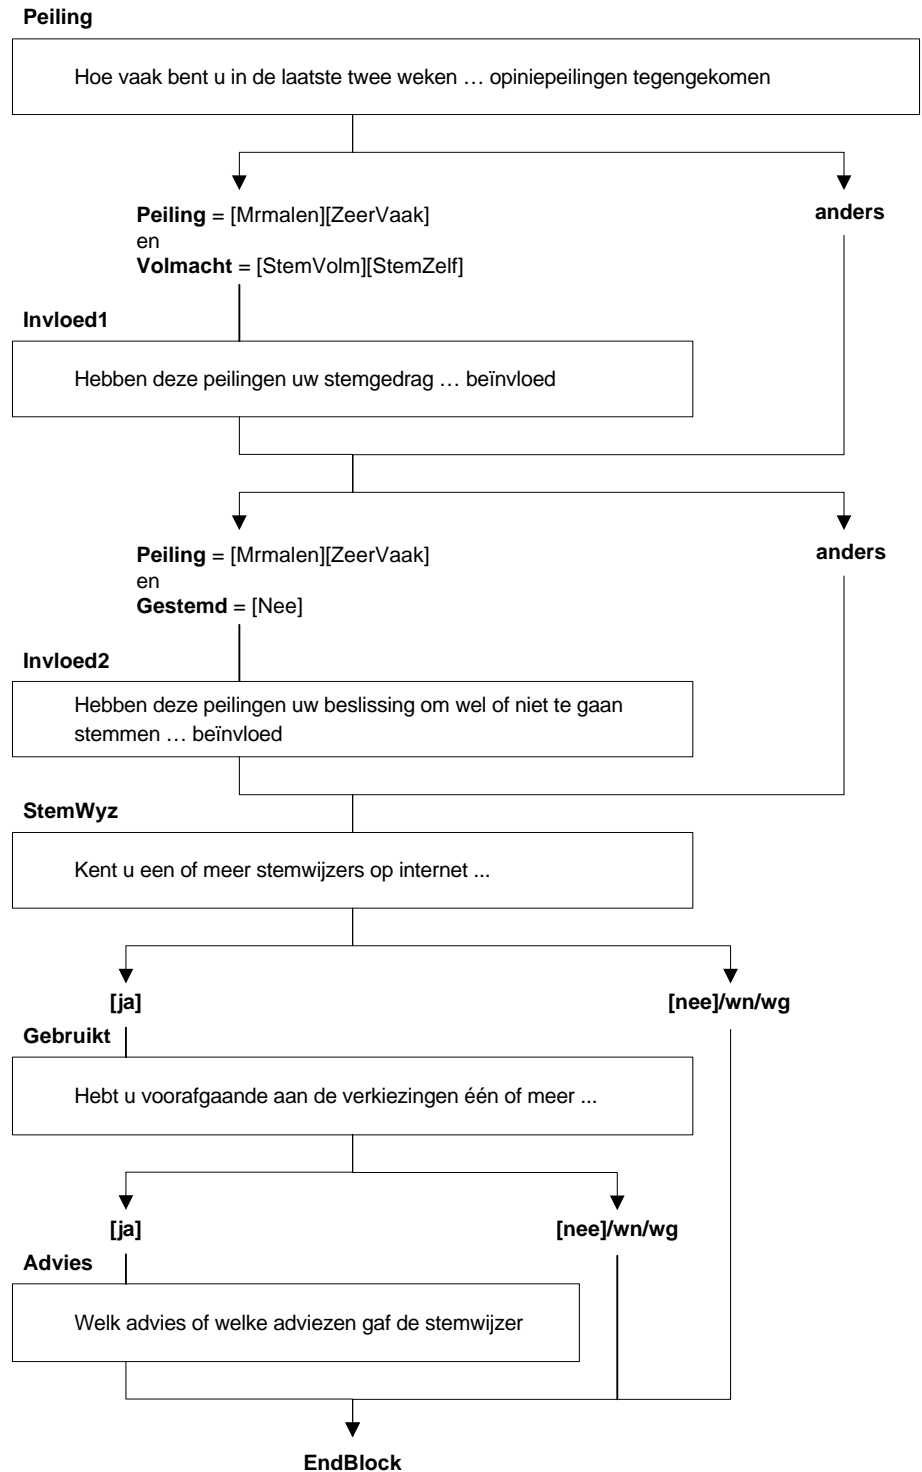 Peiling
Hoe vaak bent u in de laatste twee weken … opiniepeilingen tegengekomen
Peiling = [Mrmalen][ZeerVaak]
en
Volmacht = [StemVolm][StemZelf]
anders
Invloed1
Hebben deze peilingen uw stemgedrag … beïnvloed
Peiling = [Mrmalen][ZeerVaak]
en
Gestemd = [Nee]
anders
Invloed2
Hebben deze peilingen uw beslissing om wel of niet te gaan
stemmen … beïnvloed
StemWyz
Kent u een of meer stemwijzers op internet ...
[ja]
[nee]/wn/wg
Gebruikt
Hebt u voorafgaande aan de verkiezingen één of meer ...
[ja]
[nee]/wn/wg
Advies
Welk advies of welke adviezen gaf de stemwijzer
EndBlock